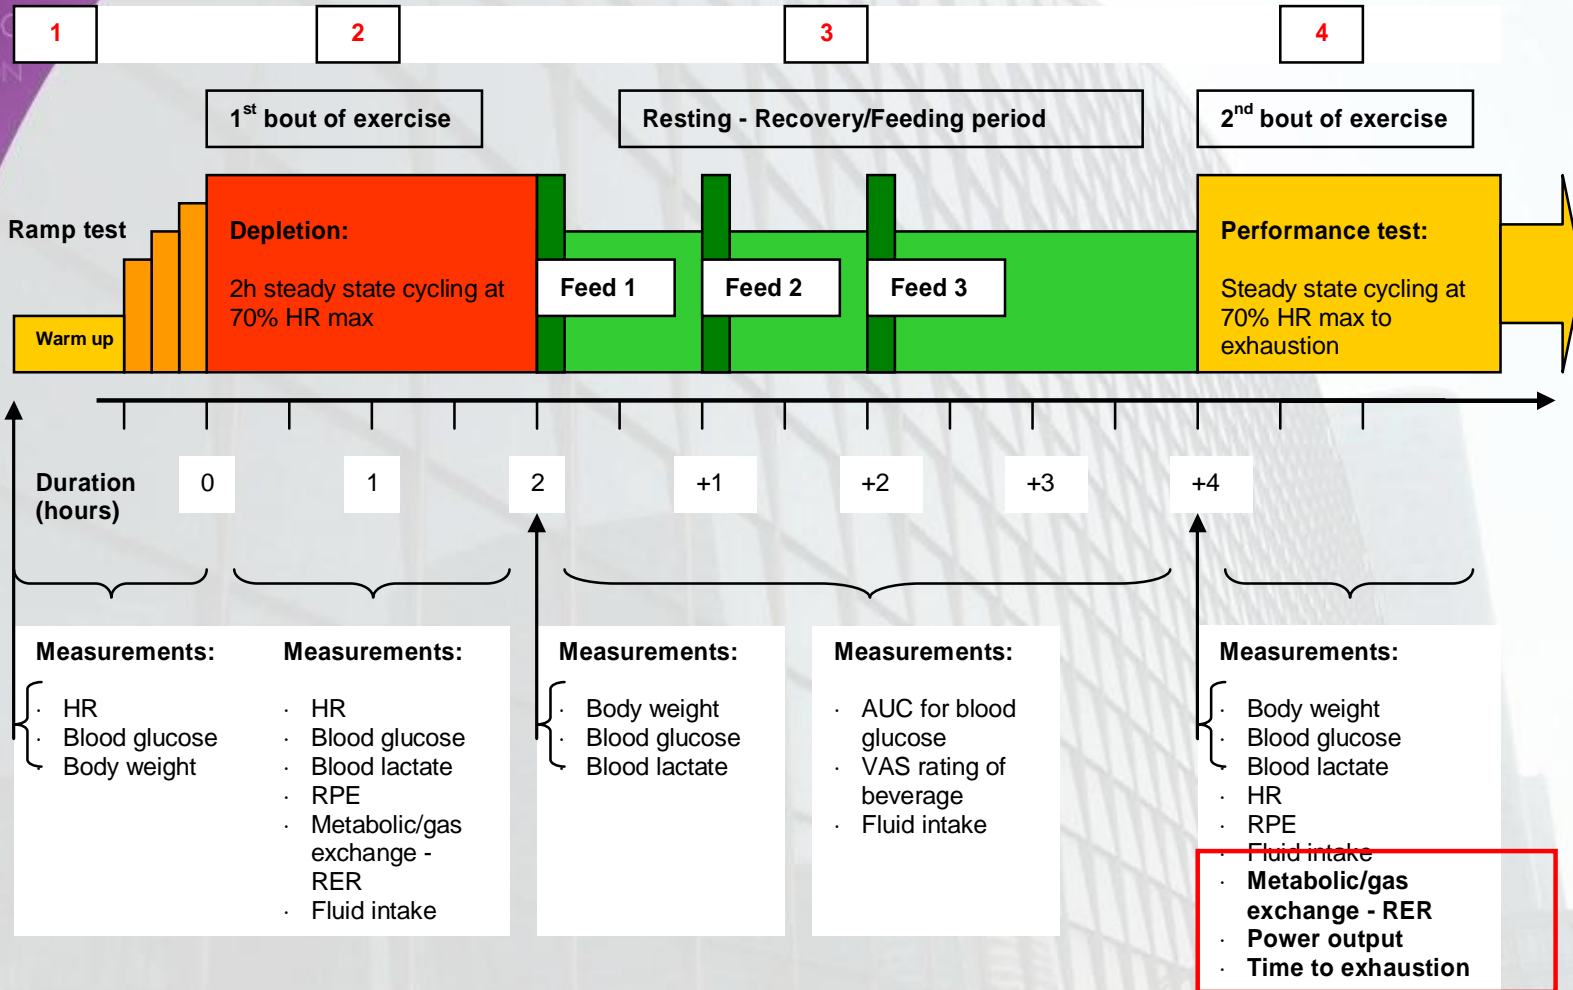 1
2
3
4
1st bout of exercise
Resting - Recovery/Feeding period
2nd bout of exercise
Ramp test
Warm up
Depletion:
2h steady state cycling at
70% HR max
Feed 1
Feed 2
Feed 3
Performance test:
Steady state cycling at
70% HR max to
exhaustion
Duration
(hours)
0
1
2
+1
+2
+3
+4
Measurements:
· HR
· Blood glucose
· Body weight
Measurements:
· HR
· Blood glucose
· Blood lactate
· RPE
· Metabolic/gas
exchange -
RER
· Fluid intake
Measurements:
· Body weight
· Blood glucose
· Blood lactate
Measurements:
· AUC for blood
glucose
· VAS rating of
beverage
· Fluid intake
Measurements:
· Body weight
· Blood glucose
· Blood lactate
· HR
· RPE
· Fluid intake
· Metabolic/gas
exchange - RER
· Power output
· Time to exhaustion